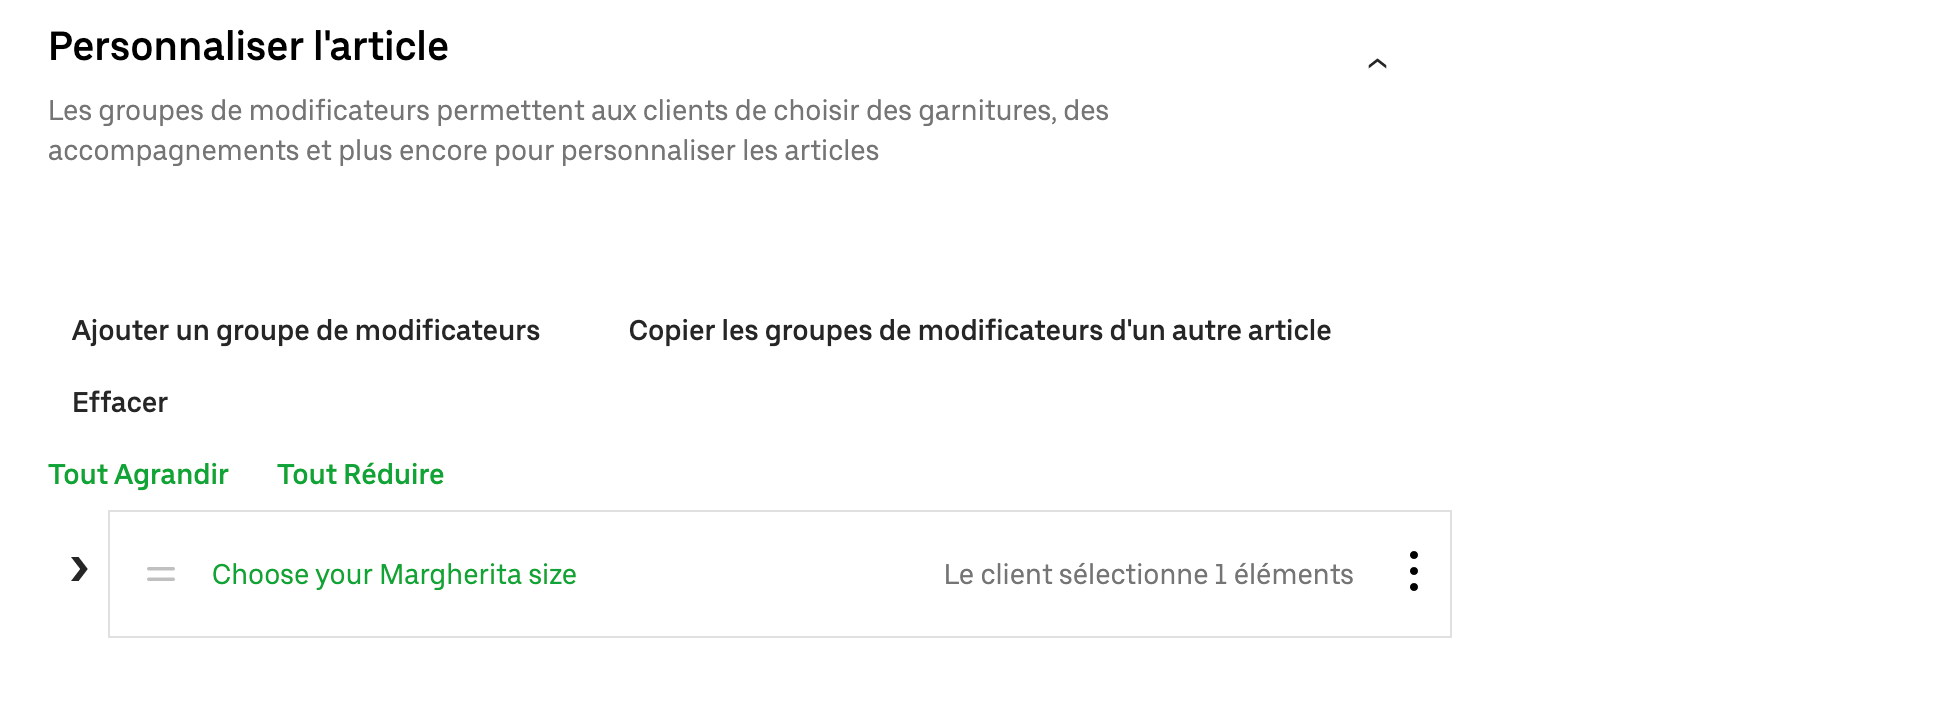 Personnaliser l'article
Les groupes de modificateurs permettent aux clients de choisir des garnitures, des
accompagnements et plus encore pour personnaliser les articles
Ajouter un groupe de modificateurs
Copier les groupes de modificateurs d'un autre article
Effacer
Tout Agrandir
Tout Réduire
Choose your Margherita size
Le client sélectionne 1 éléments